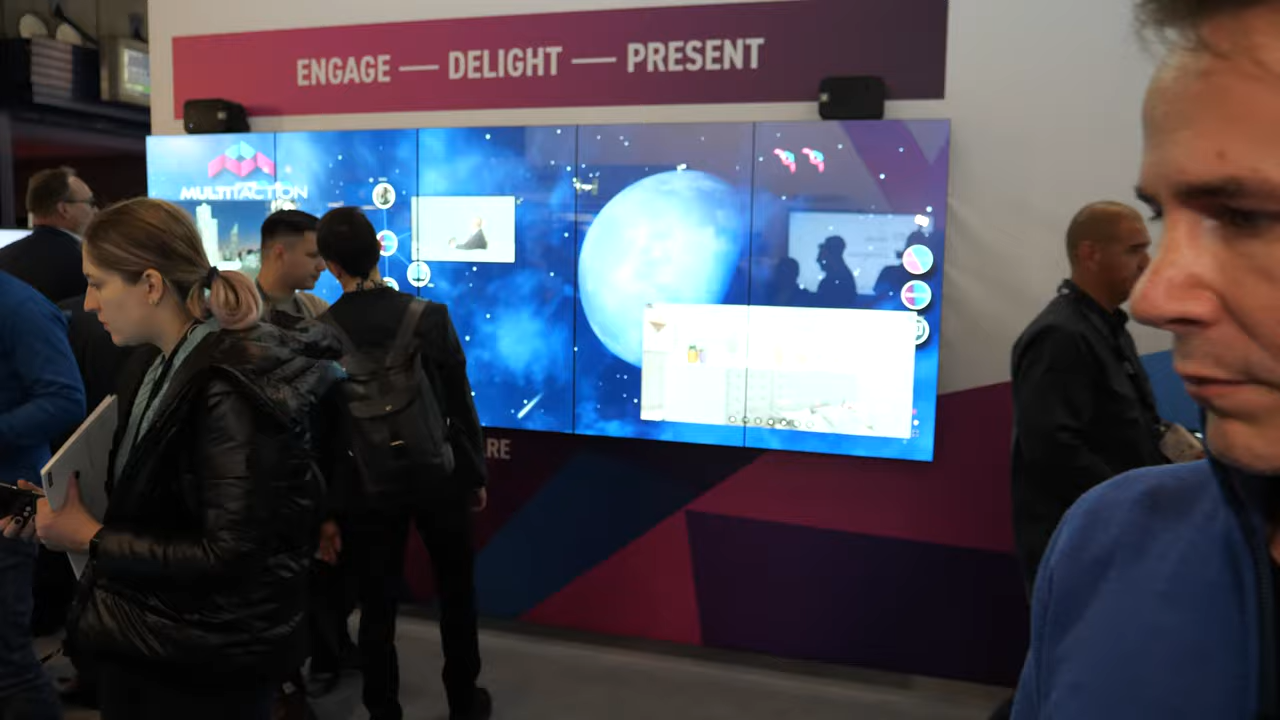 ENGAGE — DELIGHT — PRESENT
MULTITACTION
ARE